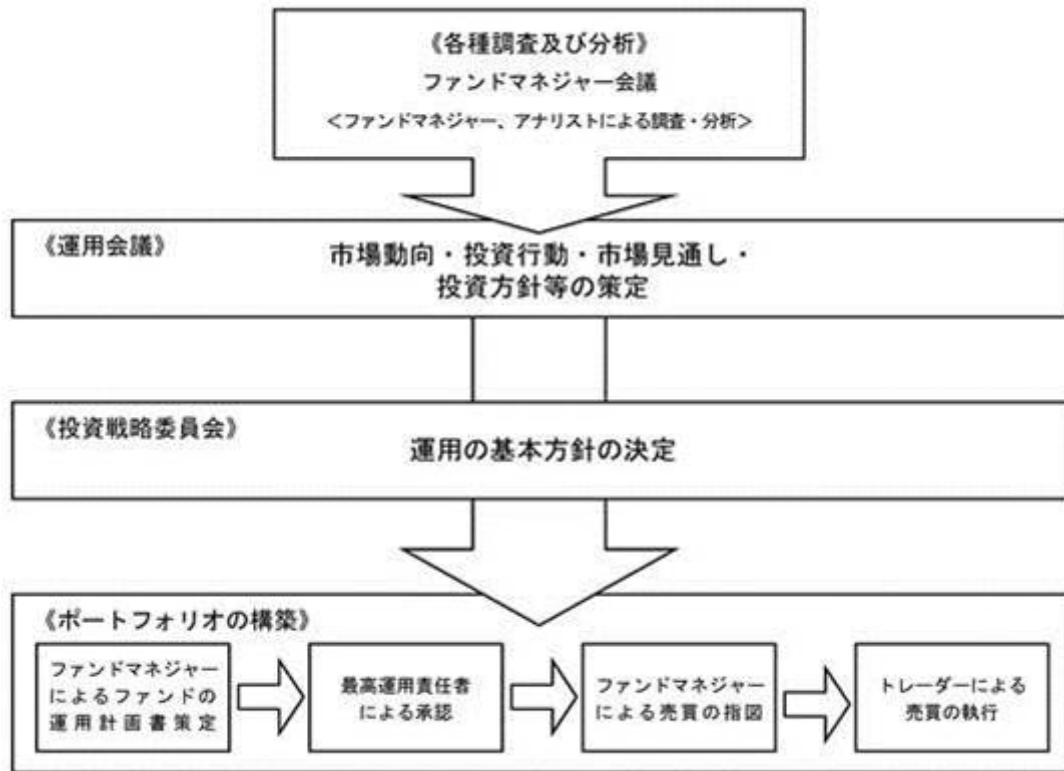 《各種調査及び分析》
ファンドマネジャー会議
<ファンドマネジャー、アナリストによる調査・分析>
《運用会議》
市場動向・投資行動・市場見通し・
投資方針等の策定
《投資戦略委員会》
運用の基本方針の決定
《ポートフォリオの構築》
ファンドマネジャー
によるファンドの
運用計画書策定
最高運用責任者
による承認
ファンドマネジャー
による売買の指図
トレーダーによる
売買の執行